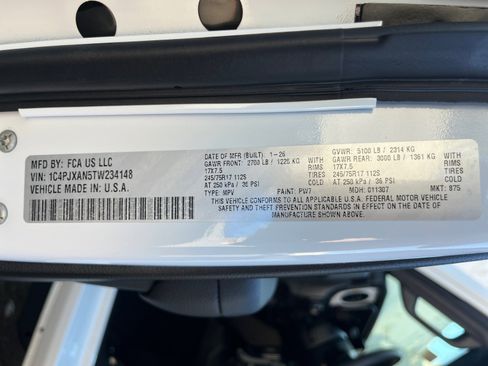 MFD BY: FCA US LLC
VIN: 1C4PJXAN5TW234148
VEHICLE MADE IN: U.S.A.
DATE OF MFR (BUILT) 1-26 GVWR: 5100 LB / 2314 KG
GAWR FRONT: 2700 LB / 1225 KG WITH GAWR REAR: 3000 LB / 1361 KG WITH
17X7.5 RIMS 17X7.5 RIMS
245/75R17 112S TIRES 245/75R17 112S TIRES
AT 250 kPa / 36 PSI COLD AT 250 kPa / 36 PSI COLD
TYPE: MPV PAINT: PW7 MDH: 011307 MKT: 875
THIS VEHICLE CONFORMS TO ALL APPLICABLE U.S.A. FEDERAL MOTOR VEHICLE
SAFETY AND THEFT PREVENTION STANDARDS IN EFFECT ON THE DATE OF
MANUFACTURE SHOWN ABOVE.